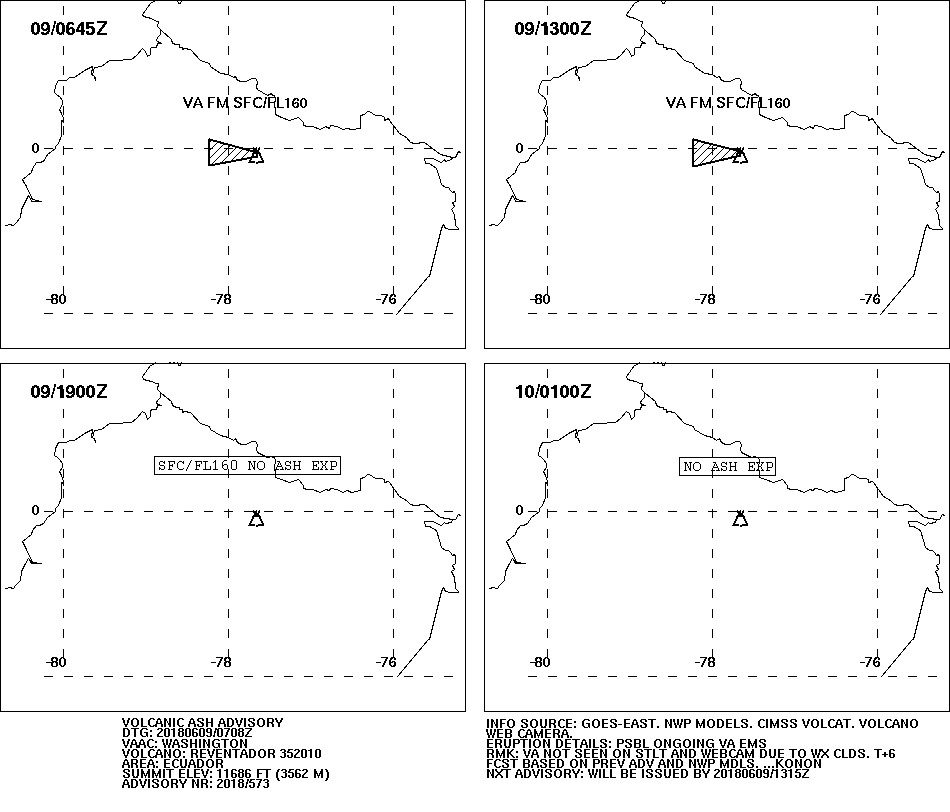 09/0645Z
VA FM SFC/FL160
0
-80 -78 -76
09/1300Z
VA FM SFC/FL160
0
-80 -78 -76
09/1900Z
SFC/FL160 NO ASH EXP
0
-80 -78 -76
10/0100Z
NO ASH EXP
0
-80 -78 -76
VOLCANIC ASH ADVISORY
DTG: 20180609/0708Z
VAAC: WASHINGTON
VOLCANO: REVENTADOR 352010
AREA: ECUADOR
SUMMIT ELEV: 11686 FT (3562 M)
ADVISORY NR: 2018/573
INFO SOURCE: GOES-EAST. NWP MODELS. CIMSS VOLCAT. VOLCANO
WEB CAMERA.
ERUPTION DETAILS: PSBL ONGOING VA EMS
RMK: VA NOT SEEN ON STLT AND WEBCAM DUE TO WX CLDS. T+6
FCST BASED ON PREV ADV AND NWP MDLS. ...KONON
NXT ADVISORY: WILL BE ISSUED BY 20180609/1315Z